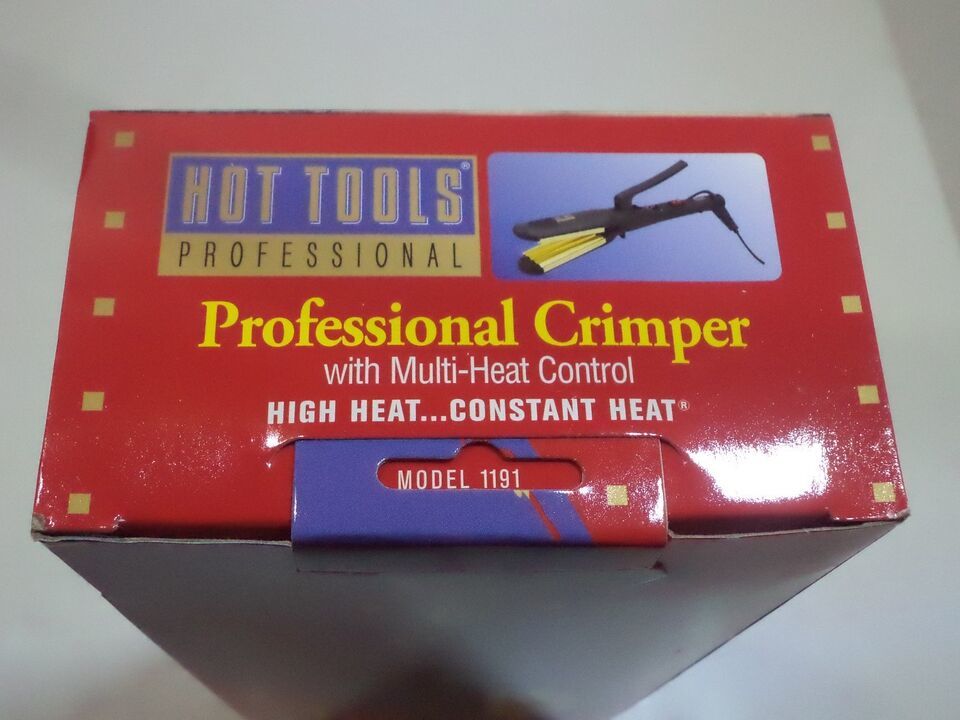 HOT TOOLS®
PROFESSIONAL
Professional Crimper
with Multi-Heat Control
HIGH HEAT...CONSTANT HEAT®
MODEL 1191